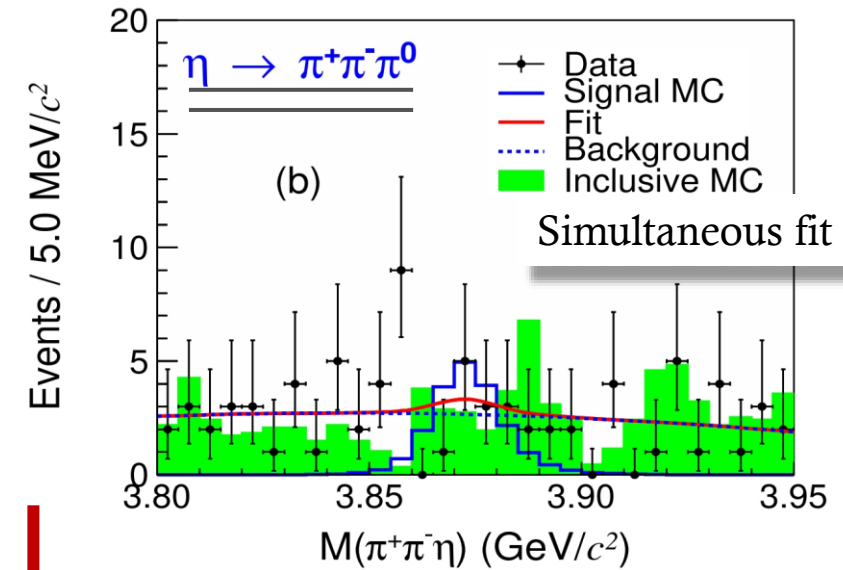 20
η → π⁺π⁻π⁰
Data
Signal MC
Fit
Background
Inclusive MC
15
(b)
Simultaneous fit
10
5
0
Events / 5.0 MeV/c²
3.80 3.85 3.90 3.95
M(π⁺π⁻η) (GeV/c²)